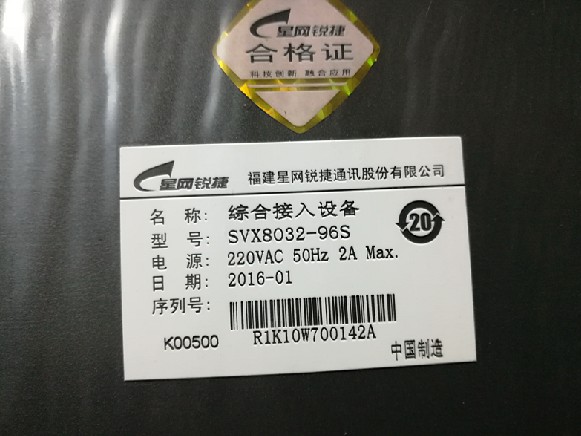 星网锐捷
合格证
科技创新 融合应用
星网锐捷 福建星网锐捷通讯股份有限公司
名 称: 综合接入设备
20
型 号: SVX8032-96S
电 源: 220VAC 50Hz 2A Max.
日 期: 2016-01
序列号:
K00500 R1K10W700142A
中国制造